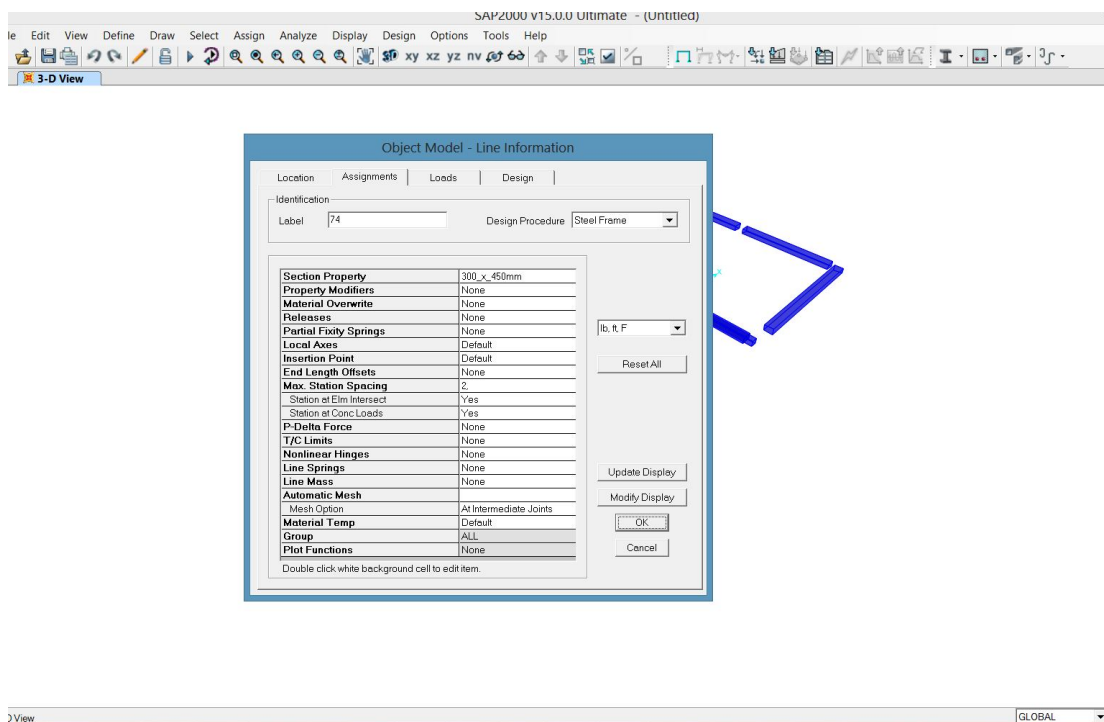 SAP2000 v15.0.0 Ultimate - (Untitled)
le Edit View Define Draw Select Assign Analyze Display Design Options Tools Help
3D xy xz yz nv
3-D View
Object Model - Line Information
Location Assignments Loads Design
Identification
Label 74 Design Procedure Steel Frame
Section Property 300_x_450mm
Property Modifiers None
Material Overwrite None
Releases None
Partial Fixity Springs None
lb, ft, F
Local Axes Default
Insertion Point Default
Reset All
End Length Offsets None
Max. Station Spacing 2,
Station at Elm Intersect Yes
Station at Conc Loads Yes
P-Delta Force None
T/C Limits None
Nonlinear Hinges None
Line Springs None
Update Display
Line Mass None
Automatic Mesh
Modify Display
Mesh Option At Intermediate Joints
Material Temp Default
OK
Group ALL
Plot Functions None
Cancel
Double click white background cell to edit item.
X
D View GLOBAL